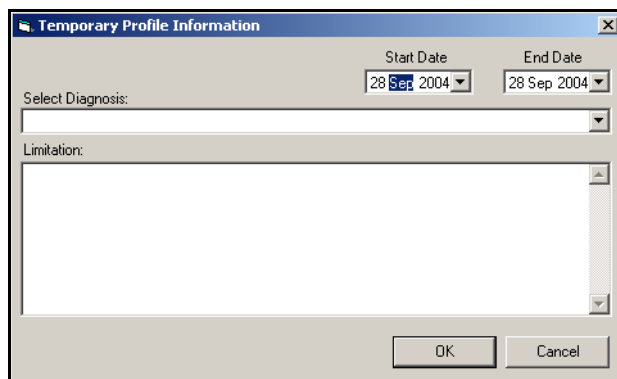 Temporary Profile Information
Start Date End Date
28 Sep 2004 28 Sep 2004
Select Diagnosis:
Limitation:
OK Cancel